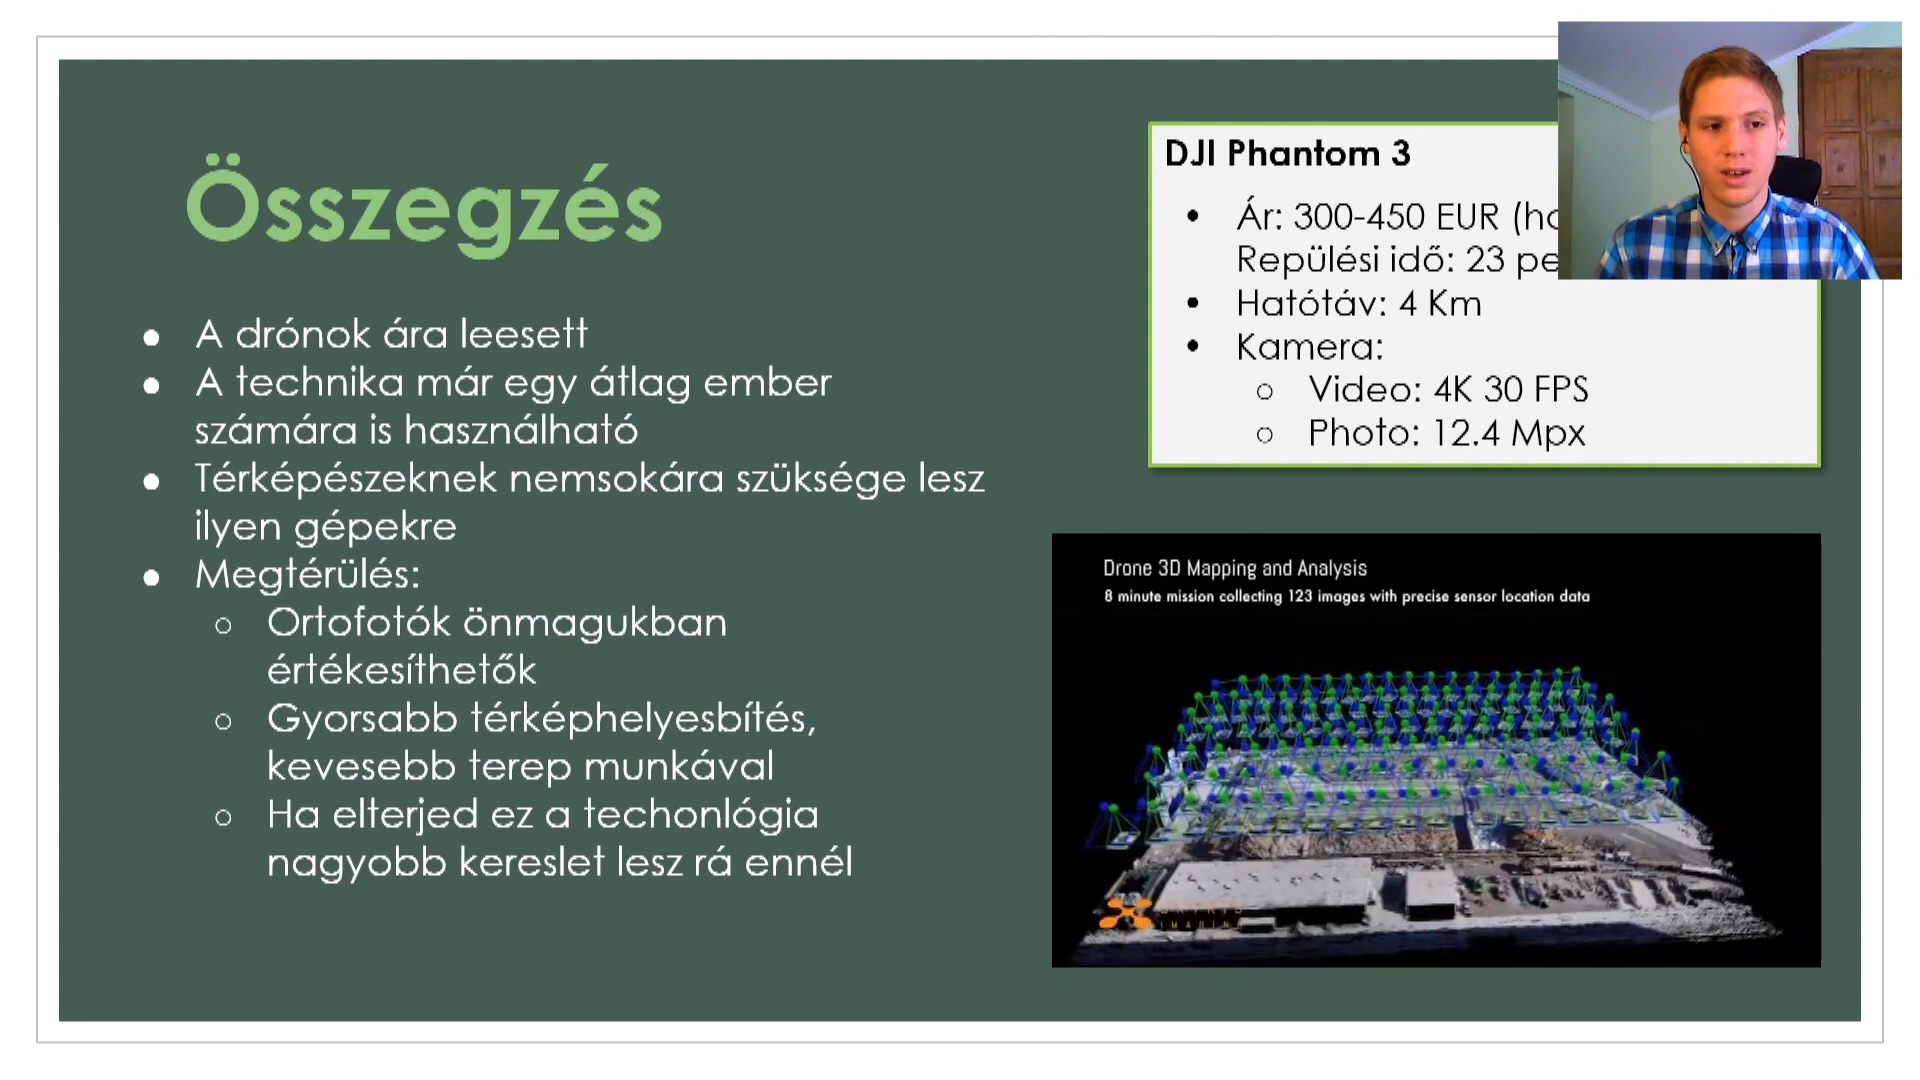 Összegzés
● A drónok ára leesett
● A technika már egy átlag ember
számára is használható
● Térképészeknek nemsokára szüksége lesz
ilyen gépekre
● Megtérülés:
○ Ortofotók önmagukban
értékesíthetők
○ Gyorsabb térképhelyesbítés,
kevesebb terep munkával
○ Ha elterjed ez a techonlógia
nagyobb kereslet lesz rá ennél
DJI Phantom 3
• Ár: 300-450 EUR
Repülési idő: 23
• Hatótáv: 4 Km
• Kamera:
○ Video: 4K 30 FPS
○ Photo: 12.4 Mpx
Drone 3D Mapping and Analysis
8 minute mission collecting 123 images with precise sensor location data